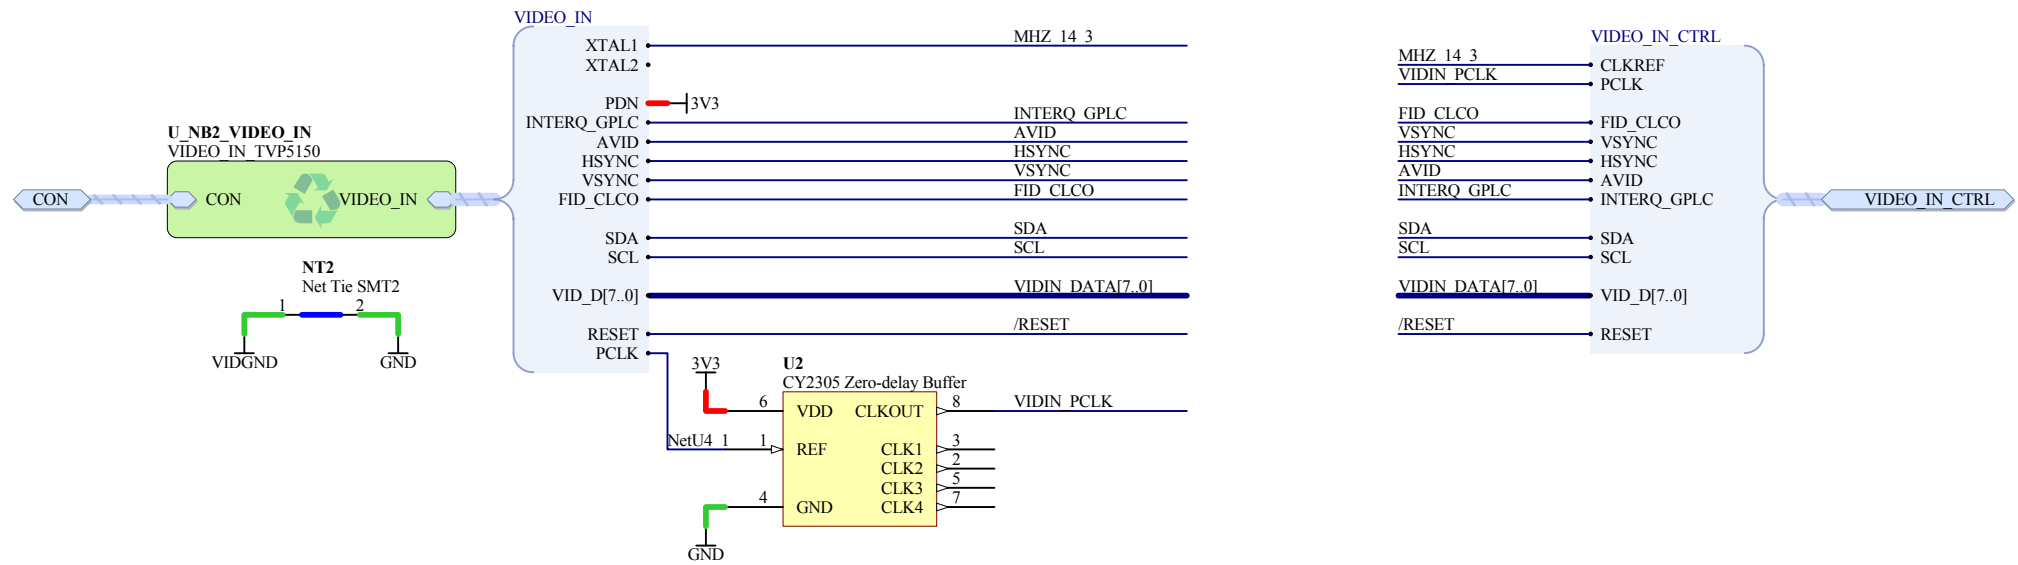 VIDEO_IN
XTAL1
MHZ_14_3
XTAL2
PDN
3V3
INTERQ_GPLC
INTERQ_GPLC
AVID
AVID
HSYNC
HSYNC
VSYNC
VSYNC
FID_CLCO
FID_CLCO
SDA
SDA
SCL
SCL
VID_D[7..0]
VIDIN_DATA[7..0]
RESET
/RESET
PCLK
U_NB2_VIDEO_IN
VIDEO_IN_TVP5150
CON
CON
VIDEO_IN
NT2
Net Tie SMT2
1
2
VIDGND
GND
3V3
U2
CY2305 Zero-delay Buffer
6
VDD
CLKOUT
8
VIDIN_PCLK
NetU4_1
1
REF
CLK1
3
CLK2
2
CLK3
5
4
GND
CLK4
7
GND
VIDEO_IN_CTRL
MHZ_14_3
CLKREF
VIDIN_PCLK
PCLK
FID_CLCO
FID_CLCO
VSYNC
VSYNC
HSYNC
HSYNC
AVID
AVID
INTERQ_GPLC
INTERQ_GPLC
SDA
SDA
SCL
SCL
VIDIN_DATA[7..0]
VID_D[7..0]
/RESET
RESET
VIDEO_IN_CTRL